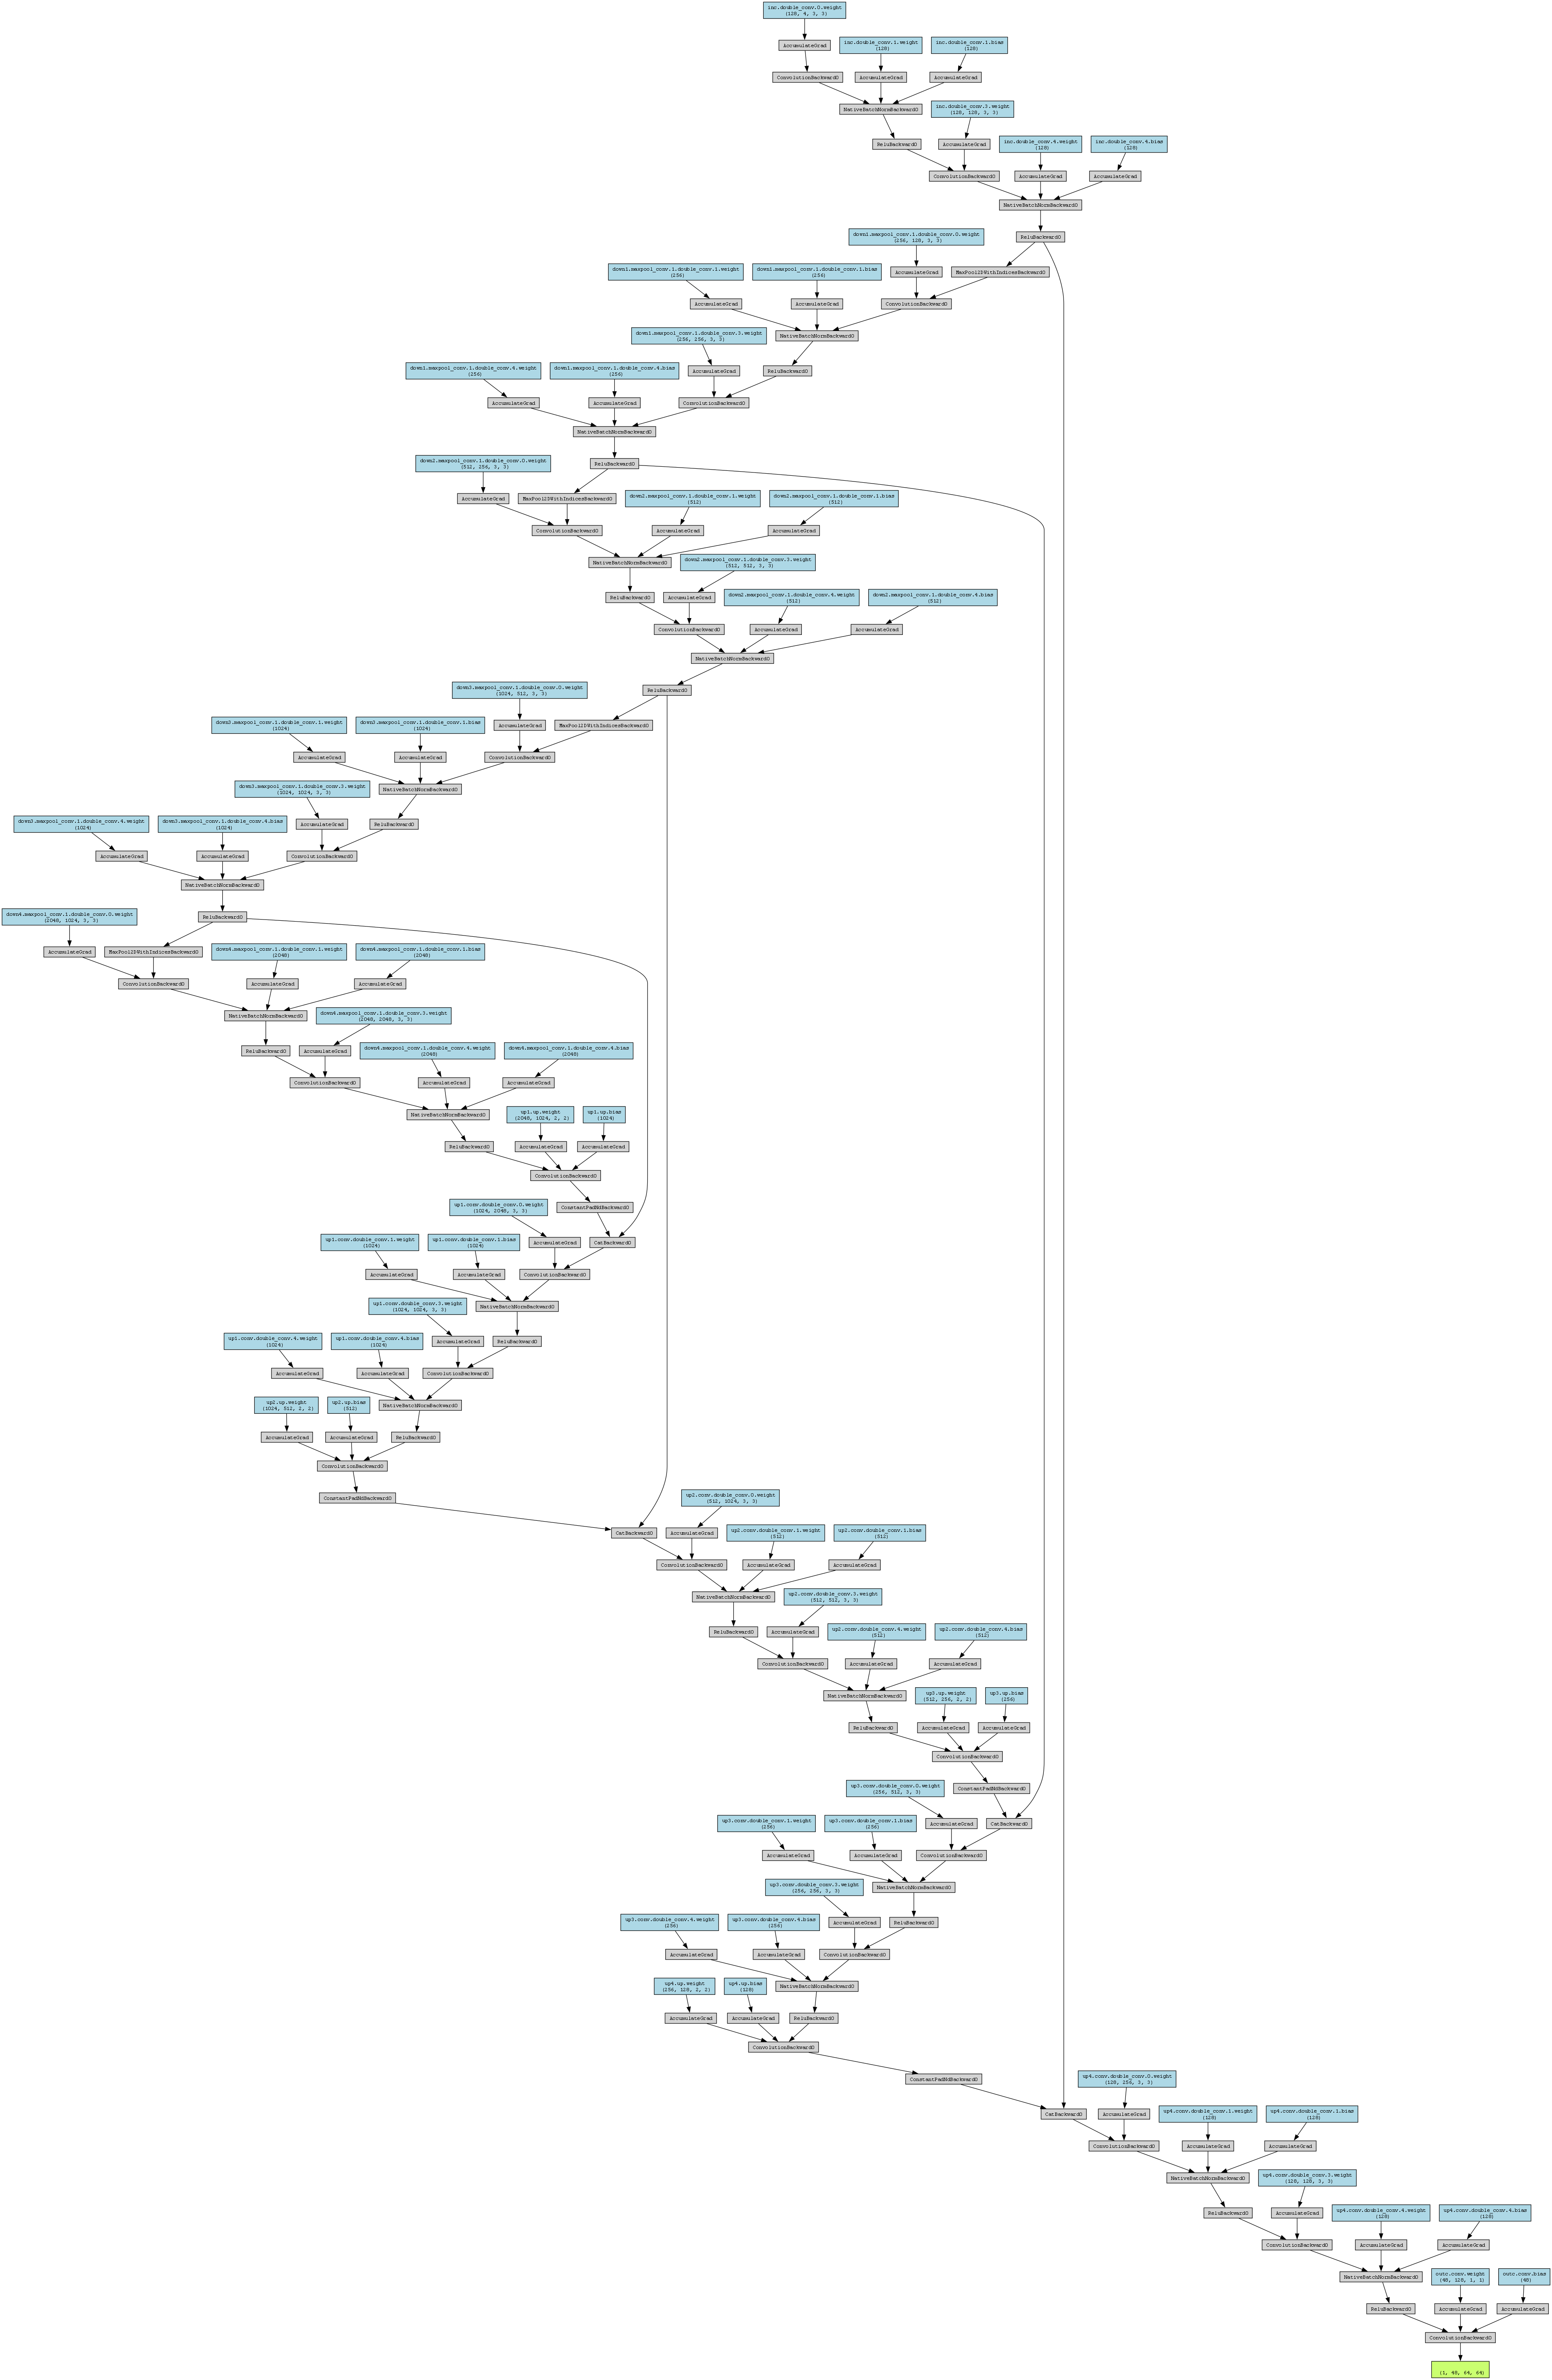 inc.double_conv.0.weight
(128, 4, 3, 3)
AccumulateGrad
inc.double_conv.1.weight
(128)
inc.double_conv.1.bias
(128)
ConvolutionBackward0
AccumulateGrad
AccumulateGrad
NativeBatchNormBackward0
inc.double_conv.3.weight
(128, 128, 3, 3)
ReluBackward0
AccumulateGrad
inc.double_conv.4.weight
(128)
inc.double_conv.4.bias
(128)
ConvolutionBackward0
AccumulateGrad
AccumulateGrad
NativeBatchNormBackward0
down1.maxpool_conv.1.double_conv.0.weight
(256, 128, 3, 3)
ReluBackward0
down1.maxpool_conv.1.double_conv.1.weight
(256)
down1.maxpool_conv.1.double_conv.1.bias
(256)
AccumulateGrad
MaxPool2DWithIndicesBackward0
AccumulateGrad
AccumulateGrad
ConvolutionBackward0
down1.maxpool_conv.1.double_conv.3.weight
(256, 256, 3, 3)
NativeBatchNormBackward0
down1.maxpool_conv.1.double_conv.4.weight
(256)
down1.maxpool_conv.1.double_conv.4.bias
(256)
AccumulateGrad
ReluBackward0
AccumulateGrad
AccumulateGrad
ConvolutionBackward0
NativeBatchNormBackward0
down2.maxpool_conv.1.double_conv.0.weight
(512, 256, 3, 3)
ReluBackward0
AccumulateGrad
MaxPool2DWithIndicesBackward0
down2.maxpool_conv.1.double_conv.1.weight
(512)
down2.maxpool_conv.1.double_conv.1.bias
(512)
ConvolutionBackward0
AccumulateGrad
AccumulateGrad
NativeBatchNormBackward0
down2.maxpool_conv.1.double_conv.3.weight
(512, 512, 3, 3)
ReluBackward0
AccumulateGrad
down2.maxpool_conv.1.double_conv.4.weight
(512)
down2.maxpool_conv.1.double_conv.4.bias
(512)
ConvolutionBackward0
AccumulateGrad
AccumulateGrad
NativeBatchNormBackward0
down3.maxpool_conv.1.double_conv.0.weight
(1024, 512, 3, 3)
ReluBackward0
down3.maxpool_conv.1.double_conv.1.weight
(1024)
down3.maxpool_conv.1.double_conv.1.bias
(1024)
AccumulateGrad
MaxPool2DWithIndicesBackward0
AccumulateGrad
AccumulateGrad
ConvolutionBackward0
down3.maxpool_conv.1.double_conv.3.weight
(1024, 1024, 3, 3)
NativeBatchNormBackward0
down3.maxpool_conv.1.double_conv.4.weight
(1024)
down3.maxpool_conv.1.double_conv.4.bias
(1024)
AccumulateGrad
ReluBackward0
AccumulateGrad
AccumulateGrad
ConvolutionBackward0
NativeBatchNormBackward0
down4.maxpool_conv.1.double_conv.0.weight
(2048, 1024, 3, 3)
ReluBackward0
AccumulateGrad
MaxPool2DWithIndicesBackward0
down4.maxpool_conv.1.double_conv.1.weight
(2048)
down4.maxpool_conv.1.double_conv.1.bias
(2048)
ConvolutionBackward0
AccumulateGrad
AccumulateGrad
NativeBatchNormBackward0
down4.maxpool_conv.1.double_conv.3.weight
(2048, 2048, 3, 3)
ReluBackward0
AccumulateGrad
down4.maxpool_conv.1.double_conv.4.weight
(2048)
down4.maxpool_conv.1.double_conv.4.bias
(2048)
ConvolutionBackward0
AccumulateGrad
AccumulateGrad
NativeBatchNormBackward0
up1.up.weight
(2048, 1024, 2, 2)
up1.up.bias
(1024)
ReluBackward0
AccumulateGrad
AccumulateGrad
ConvolutionBackward0
up1.conv.double_conv.0.weight
(1024, 2048, 3, 3)
ConstantPadNdBackward0
up1.conv.double_conv.1.weight
(1024)
up1.conv.double_conv.1.bias
(1024)
AccumulateGrad
CatBackward0
AccumulateGrad
AccumulateGrad
ConvolutionBackward0
up1.conv.double_conv.3.weight
(1024, 1024, 3, 3)
NativeBatchNormBackward0
up1.conv.double_conv.4.weight
(1024)
up1.conv.double_conv.4.bias
(1024)
AccumulateGrad
ReluBackward0
AccumulateGrad
AccumulateGrad
ConvolutionBackward0
up2.up.weight
(1024, 512, 2, 2)
up2.up.bias
(512)
NativeBatchNormBackward0
AccumulateGrad
AccumulateGrad
ReluBackward0
ConvolutionBackward0
ConstantPadNdBackward0
up2.conv.double_conv.0.weight
(512, 1024, 3, 3)
CatBackward0
AccumulateGrad
up2.conv.double_conv.1.weight
(512)
up2.conv.double_conv.1.bias
(512)
ConvolutionBackward0
AccumulateGrad
AccumulateGrad
NativeBatchNormBackward0
up2.conv.double_conv.3.weight
(512, 512, 3, 3)
ReluBackward0
AccumulateGrad
up2.conv.double_conv.4.weight
(512)
up2.conv.double_conv.4.bias
(512)
ConvolutionBackward0
AccumulateGrad
AccumulateGrad
NativeBatchNormBackward0
up3.up.weight
(512, 256, 2, 2)
up3.up.bias
(256)
ReluBackward0
AccumulateGrad
AccumulateGrad
ConvolutionBackward0
up3.conv.double_conv.0.weight
(256, 512, 3, 3)
ConstantPadNdBackward0
up3.conv.double_conv.1.weight
(256)
up3.conv.double_conv.1.bias
(256)
AccumulateGrad
CatBackward0
AccumulateGrad
AccumulateGrad
ConvolutionBackward0
up3.conv.double_conv.3.weight
(256, 256, 3, 3)
NativeBatchNormBackward0
up3.conv.double_conv.4.weight
(256)
up3.conv.double_conv.4.bias
(256)
AccumulateGrad
ReluBackward0
AccumulateGrad
AccumulateGrad
ConvolutionBackward0
up4.up.weight
(256, 128, 2, 2)
up4.up.bias
(128)
NativeBatchNormBackward0
AccumulateGrad
AccumulateGrad
ReluBackward0
ConvolutionBackward0
ConstantPadNdBackward0
up4.conv.double_conv.0.weight
(128, 256, 3, 3)
CatBackward0
AccumulateGrad
up4.conv.double_conv.1.weight
(128)
up4.conv.double_conv.1.bias
(128)
ConvolutionBackward0
AccumulateGrad
AccumulateGrad
NativeBatchNormBackward0
up4.conv.double_conv.3.weight
(128, 128, 3, 3)
ReluBackward0
AccumulateGrad
up4.conv.double_conv.4.weight
(128)
up4.conv.double_conv.4.bias
(128)
ConvolutionBackward0
AccumulateGrad
AccumulateGrad
NativeBatchNormBackward0
outc.conv.weight
(48, 128, 1, 1)
outc.conv.bias
(48)
ReluBackward0
AccumulateGrad
AccumulateGrad
ConvolutionBackward0
(1, 48, 64, 64)